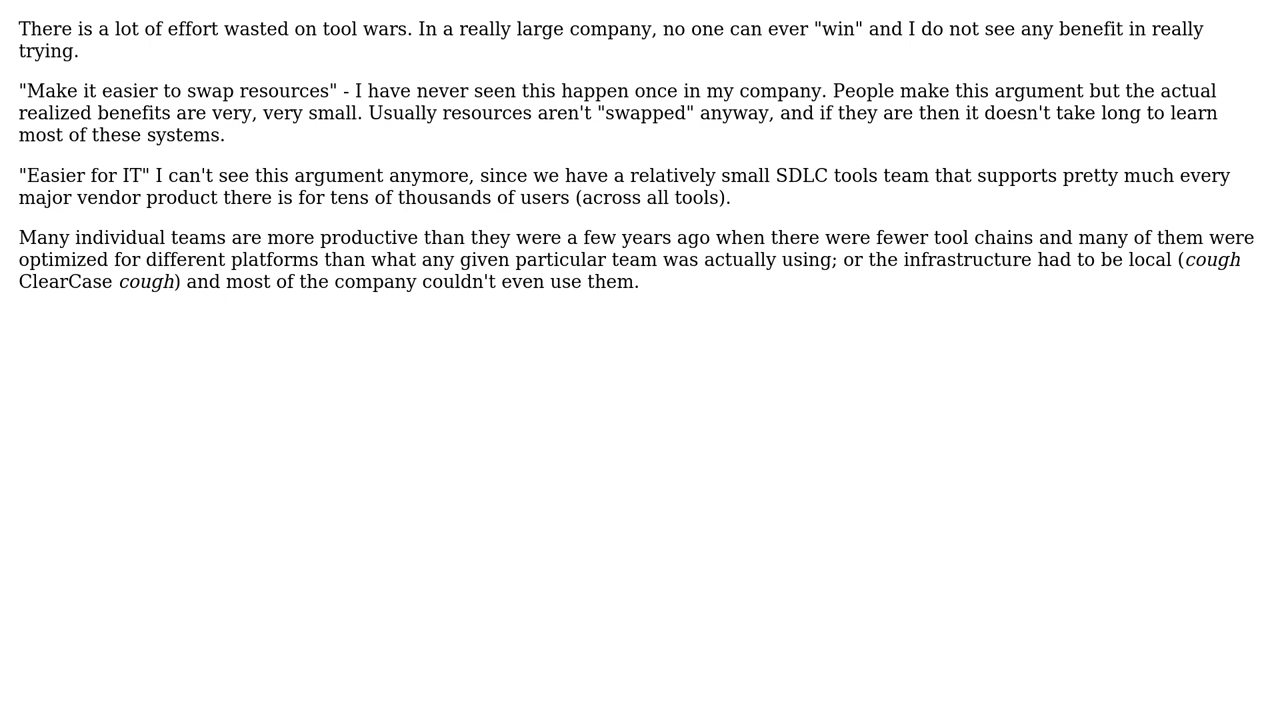 There is a lot of effort wasted on tool wars. In a really large company, no one can ever "win" and I do not see any benefit in really
trying.
"Make it easier to swap resources" - I have never seen this happen once in my company. People make this argument but the actual
realized benefits are very, very small. Usually resources aren't "swapped" anyway, and if they are then it doesn't take long to learn
most of these systems.
"Easier for IT" I can't see this argument anymore, since we have a relatively small SDLC tools team that supports pretty much every
major vendor product there is for tens of thousands of users (across all tools).
Many individual teams are more productive than they were a few years ago when there were fewer tool chains and many of them were
optimized for different platforms than what any given particular team was actually using; or the infrastructure had to be local (cough
ClearCase cough) and most of the company couldn't even use them.